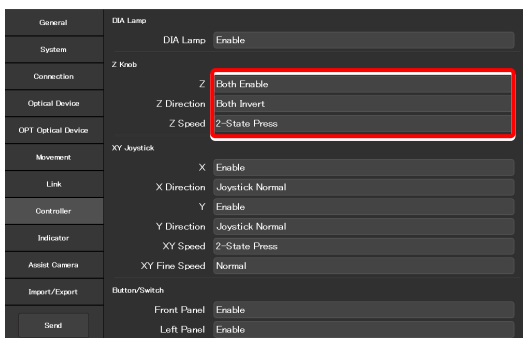 General
System
Connection
Optical Device
OPT Optical Device
Movement
Link
Controller
Indicator
Assist Camera
Import/Export
Send
DIA Lamp
DIA Lamp Enable
Z Knob
Z Both Enable
Z Direction Both Invert
Z Speed 2-State Press
XY Joystick
X Enable
X Direction Joystick Normal
Y Enable
Y Direction Joystick Normal
XY Speed 2-State Press
XY Fine Speed Normal
Button/Switch
Front Panel Enable
Left Panel Enable